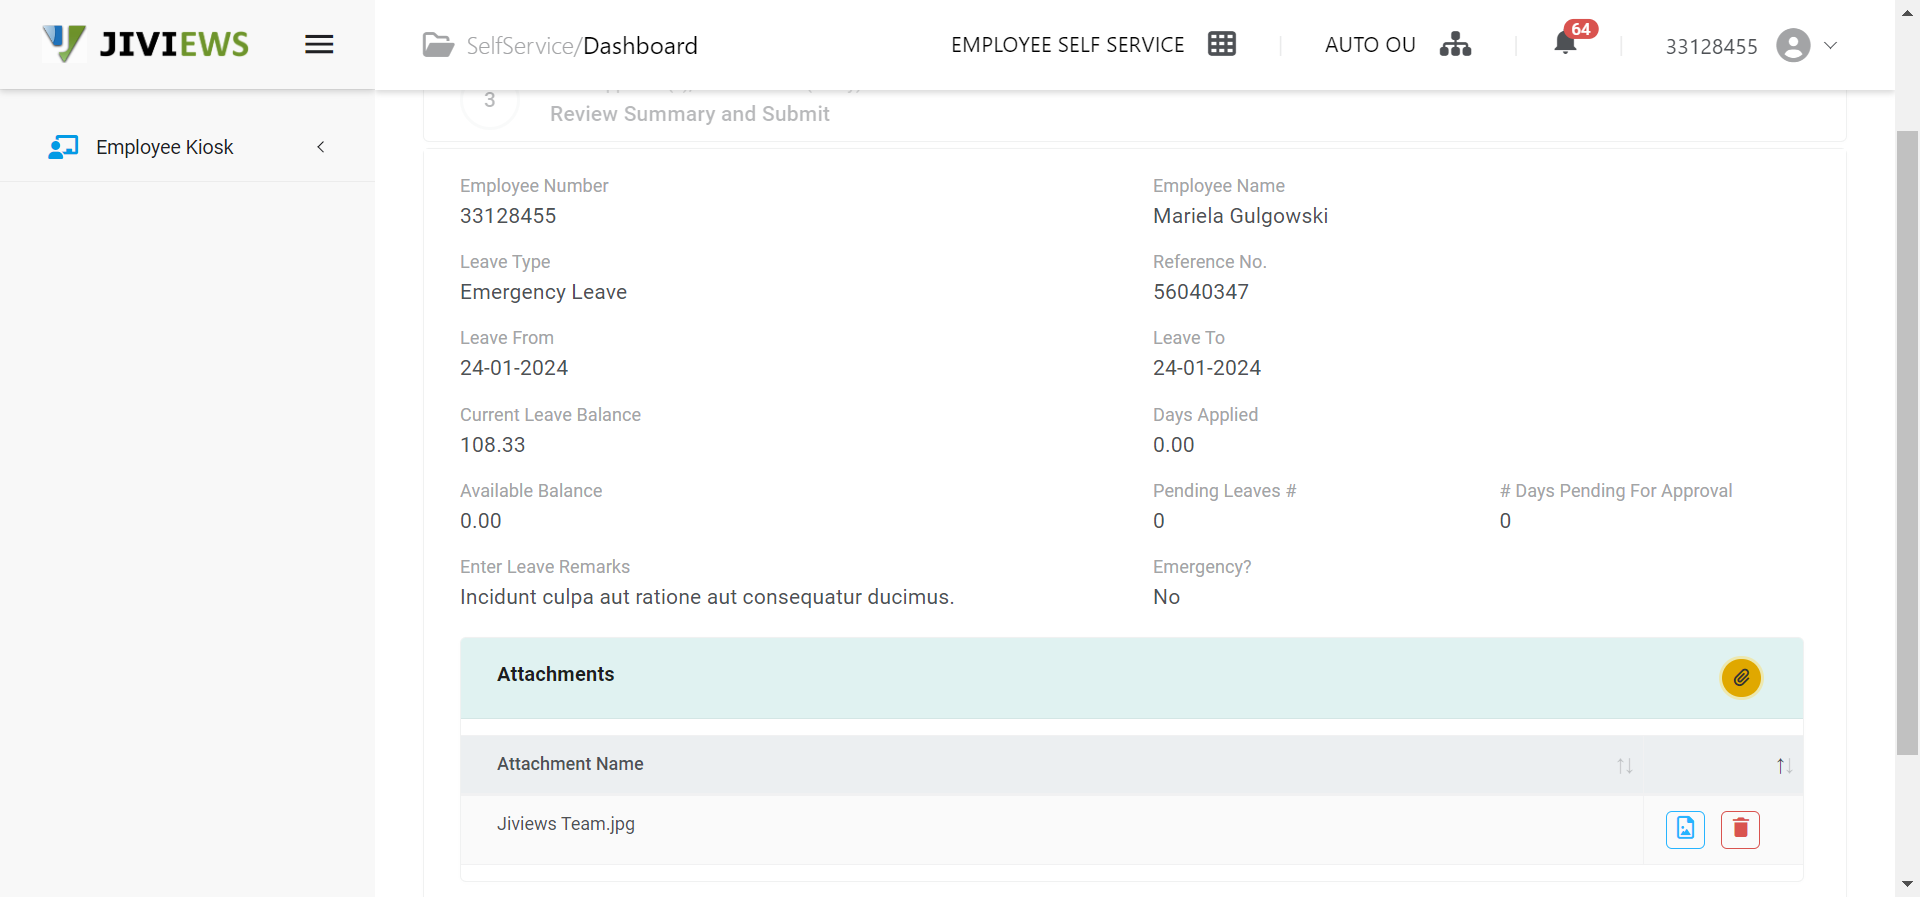 JIVIEWS
SelfService/Dashboard
EMPLOYEE SELF SERVICE
AUTO OU
64
33128455
Employee Kiosk
3
Review Summary and Submit
Employee Number
33128455
Employee Name
Mariela Gulgowski
Leave Type
Emergency Leave
Reference No.
56040347
Leave From
24-01-2024
Leave To
24-01-2024
Current Leave Balance
108.33
Days Applied
0.00
Available Balance
0.00
Pending Leaves #
0
# Days Pending For Approval
0
Enter Leave Remarks
Incidunt culpa aut ratione aut consequatur ducimus.
Emergency?
No
Attachments
Attachment Name
Jiviews Team.jpg